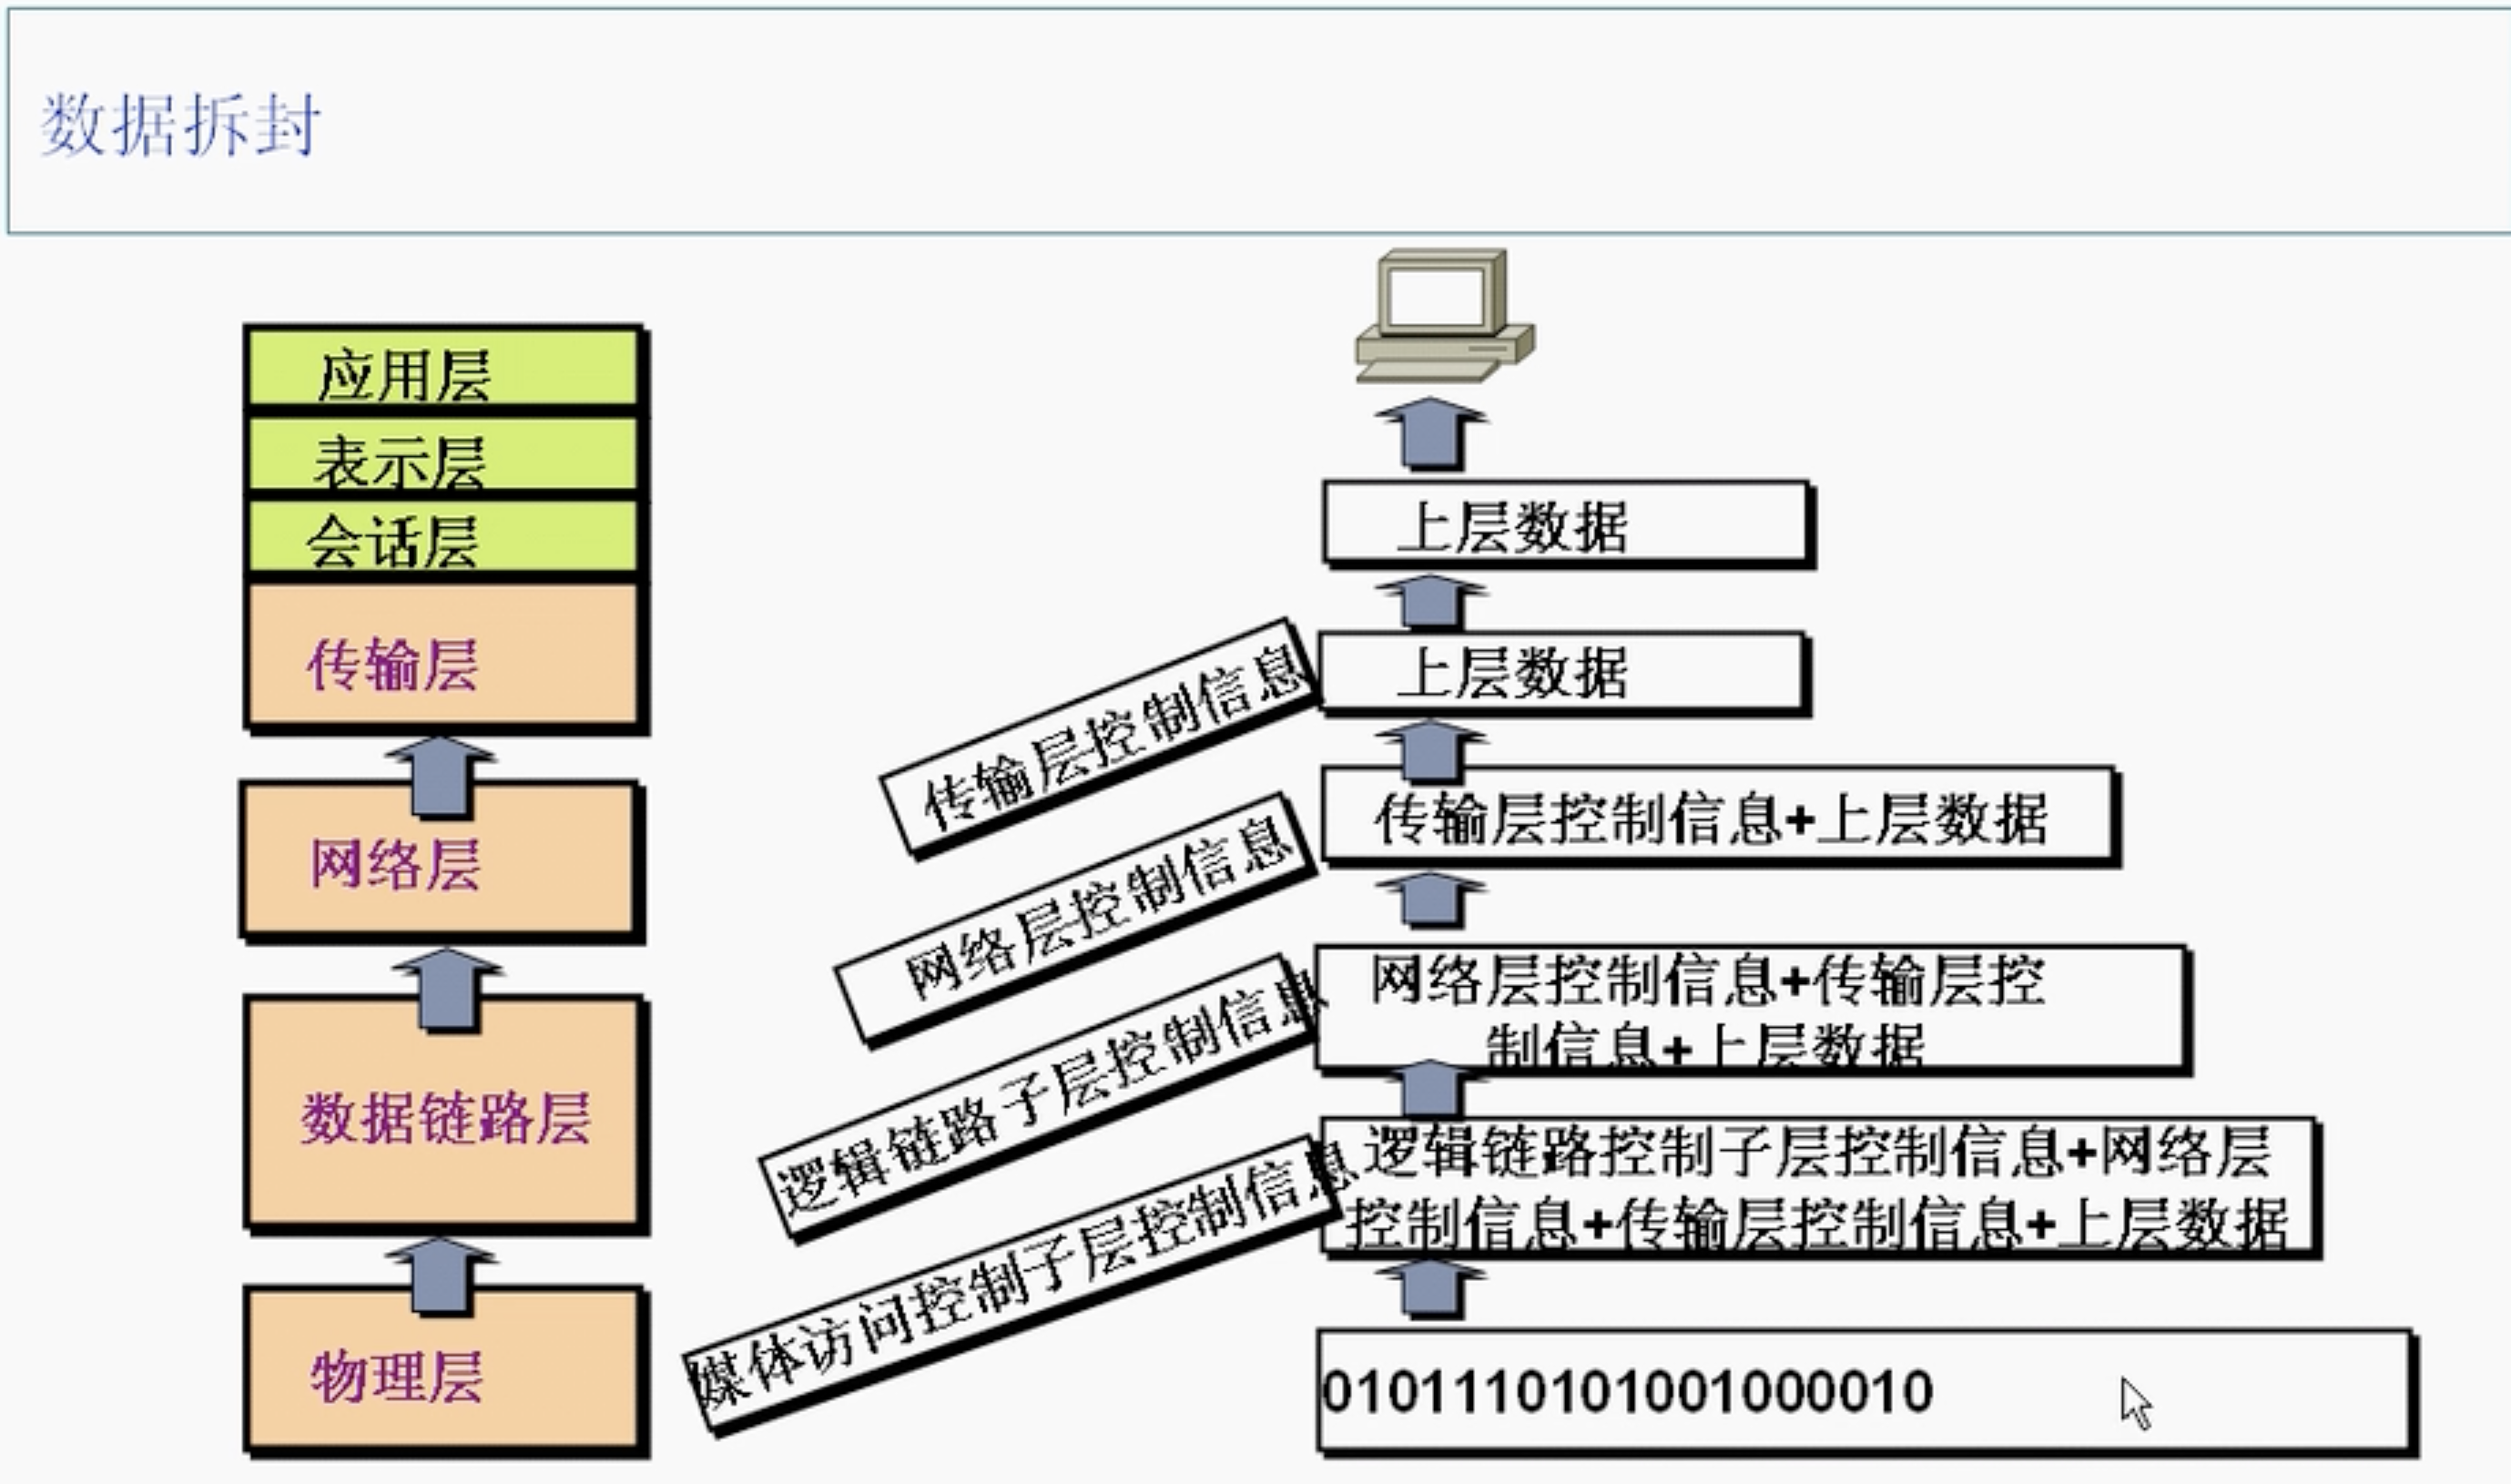 数据拆封
应用层
表示层
会话层
传输层
网络层
数据链路层
物理层
传输层控制信息
网络层控制信息
逻辑链路子层控制信息
媒体访问控制子层控制信息
上层数据
上层数据
传输层控制信息+上层数据
网络层控制信息+传输层控
制信息+上层数据
逻辑链路控制子层控制信息+网络层
控制信息+传输层控制信息+上层数据
0101110101001000010